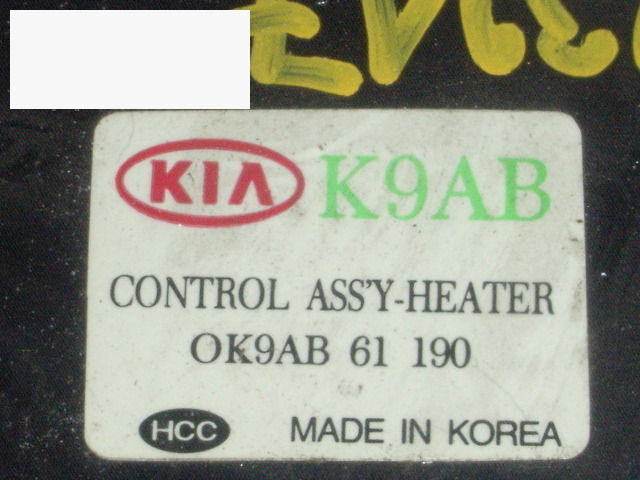 KIA K9AB
CONTROL ASS'Y-HEATER
OK9AB 61 190
HCC MADE IN KOREA